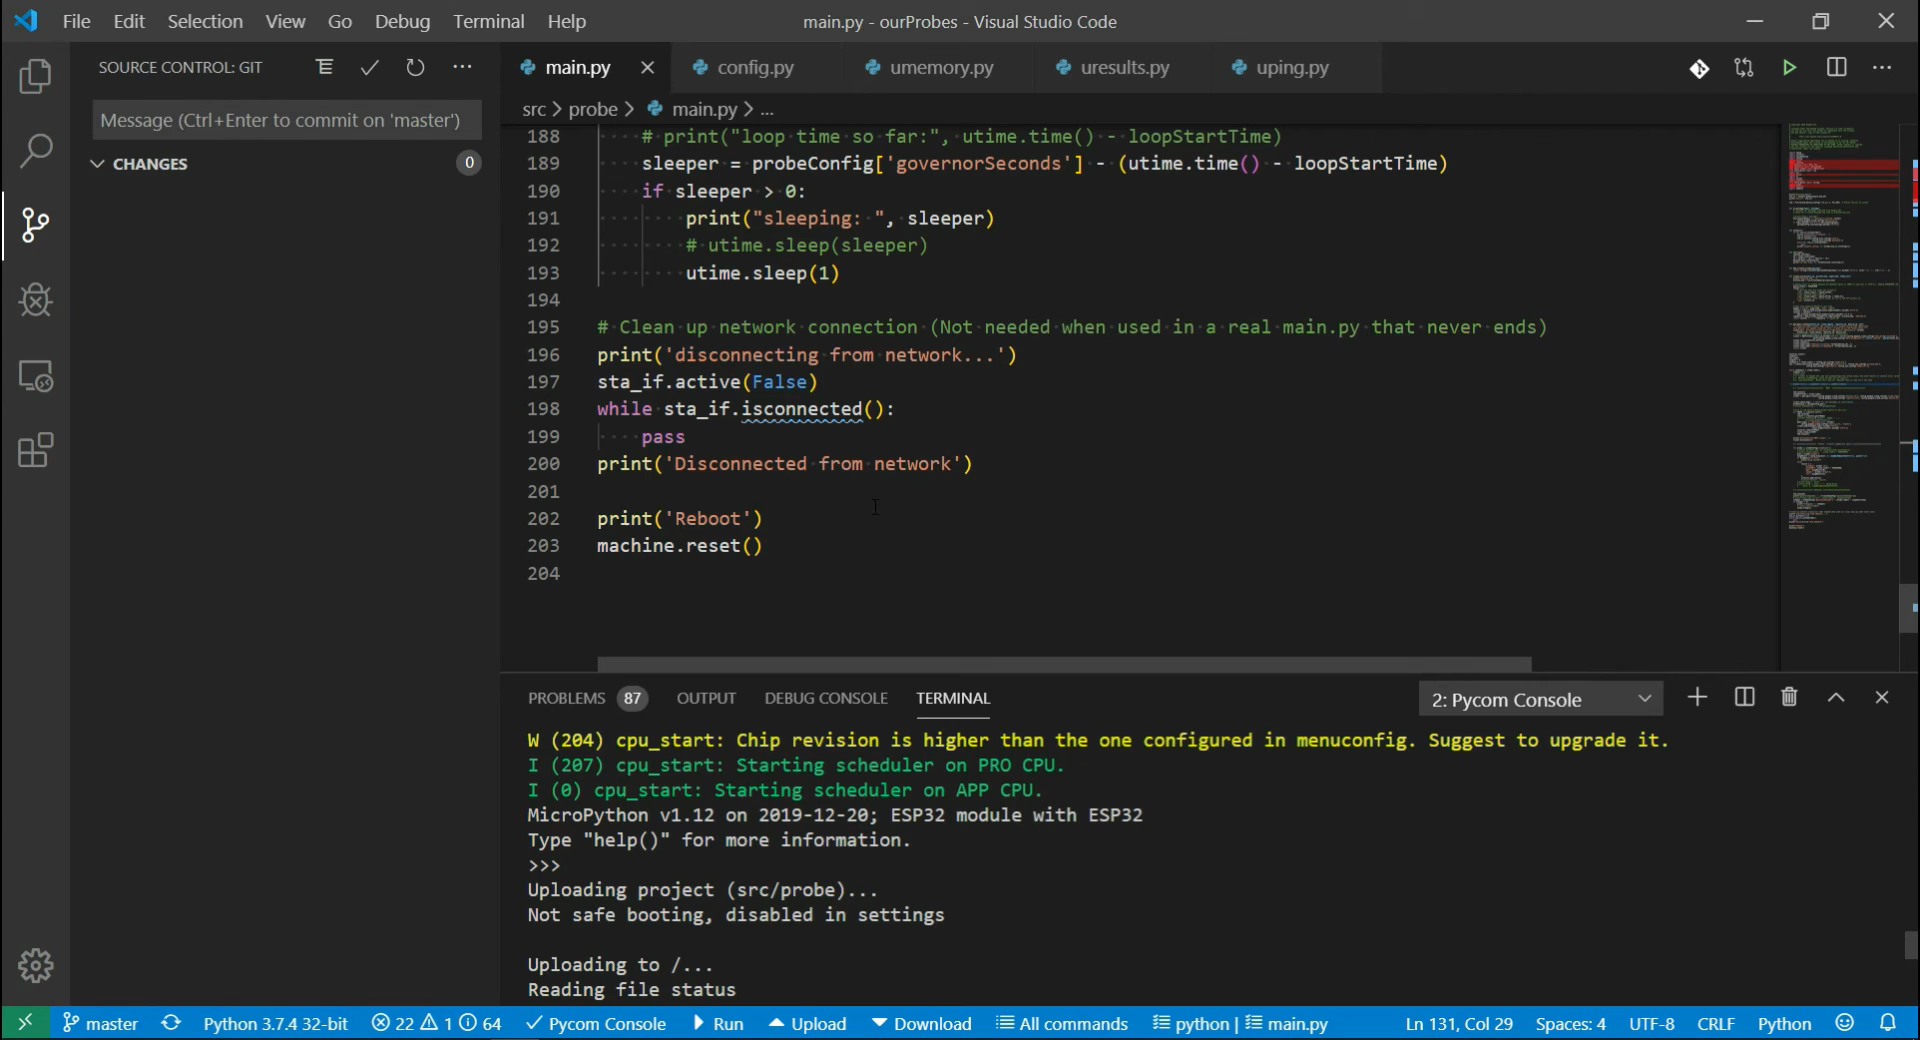 File Edit Selection View Go Debug Terminal Help
main.py - ourProbes - Visual Studio Code
SOURCE CONTROL: GIT
Message (Ctrl+Enter to commit on 'master')
CHANGES 0
main.py config.py umemory.py uresults.py uping.py
src > probe > main.py > ...
188 # print("loop time so far:", utime.time() - loopStartTime)
189 sleeper = probeConfig['governorSeconds'] - (utime.time() - loopStartTime)
190 if sleeper > 0:
191 print("sleeping: ", sleeper)
192 # utime.sleep(sleeper)
193 utime.sleep(1)
194
195 # Clean up network connection (Not needed when used in a real main.py that never ends)
196 print('disconnecting from network...')
197 sta_if.active(False)
198 while sta_if.isconnected():
199 pass
200 print('Disconnected from network')
201
202 print('Reboot')
203 machine.reset()
204
PROBLEMS 87 OUTPUT DEBUG CONSOLE TERMINAL 2: Pycom Console
W (204) cpu_start: Chip revision is higher than the one configured in menuconfig. Suggest to upgrade it.
I (207) cpu_start: Starting scheduler on PRO CPU.
I (0) cpu_start: Starting scheduler on APP CPU.
MicroPython v1.12 on 2019-12-20; ESP32 module with ESP32
Type "help()" for more information.
>>>
Uploading project (src/probe)...
Not safe booting, disabled in settings
Uploading to /...
Reading file status
master Python 3.7.4 32-bit 22 1 64 Pycom Console Run Upload Download All commands python | main.py Ln 131, Col 29 Spaces: 4 UTF-8 CRLF Python